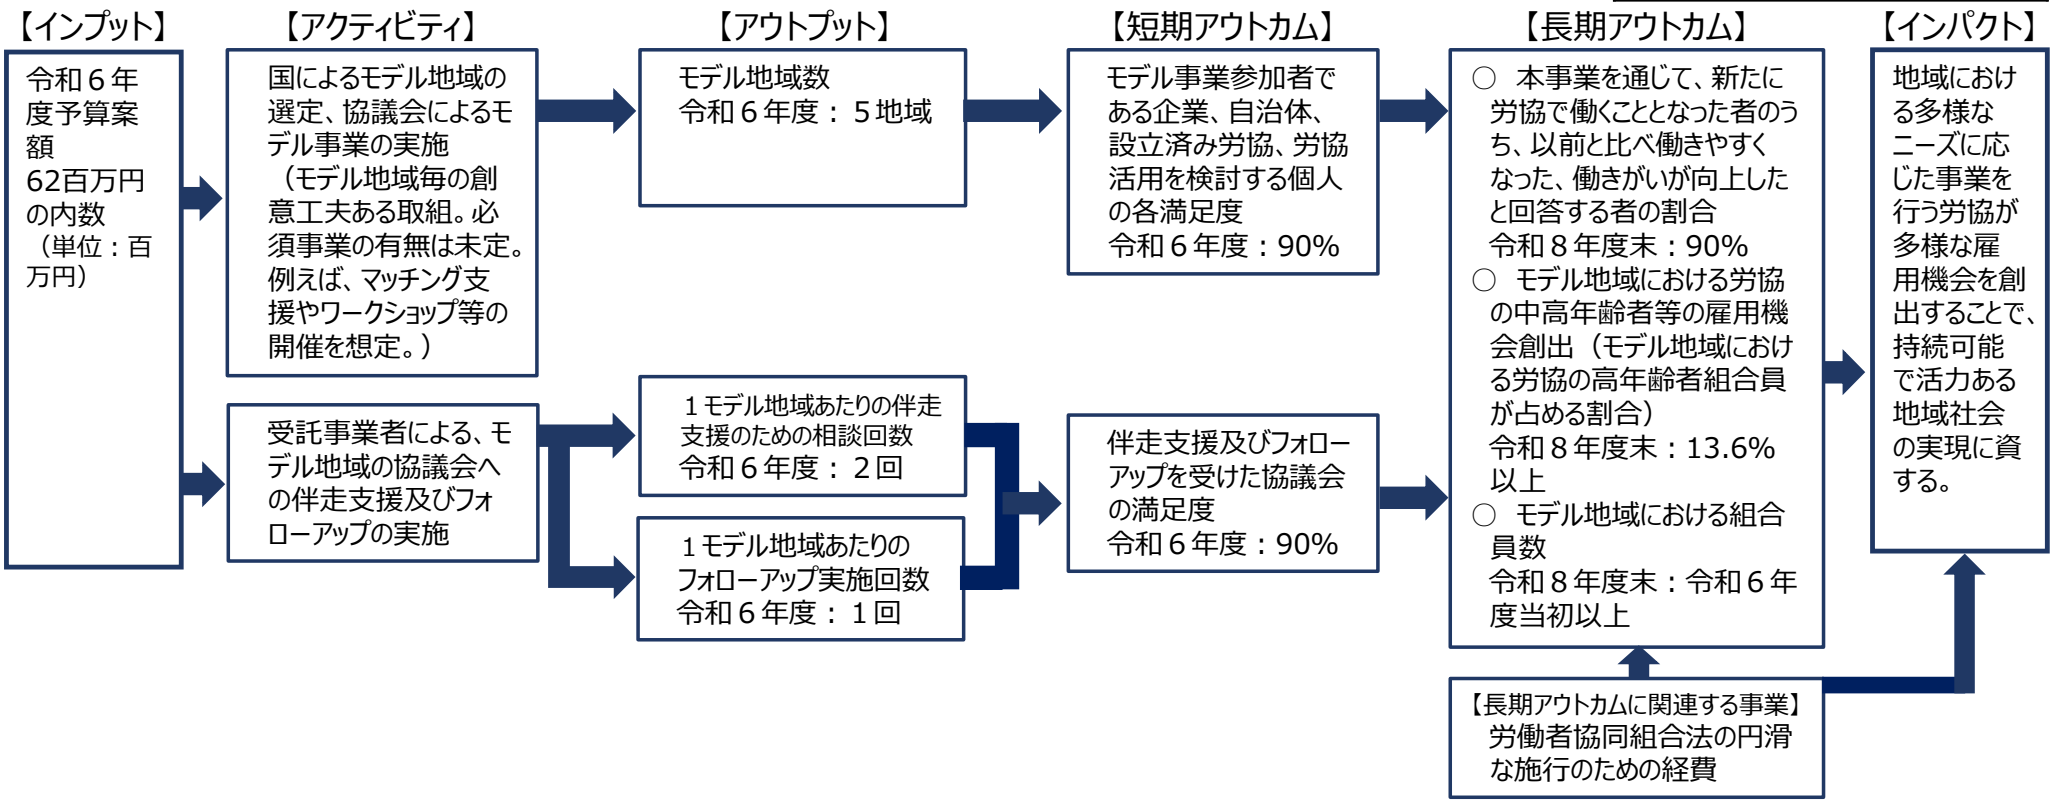 【インプット】
令和６年
度予算案
額
62百万円
の内数
（単位：百
万円）
【アクティビティ】
国によるモデル地域の
選定、協議会によるモ
デル事業の実施
（モデル地域毎の創
意工夫ある取組。必
須事業の有無は未定。
例えば、マッチング支
援やワークショップ等の
開催を想定。）
受託事業者による、モ
デル地域の協議会へ
の伴走支援及びフォ
ローアップの実施
【アウトプット】
モデル地域数
令和６年度：５地域
１モデル地域あたりの伴走
支援のための相談回数
令和６年度：２回
１モデル地域あたりの
フォローアップ実施回数
令和６年度：１回
【短期アウトカム】
モデル事業参加者で
ある企業、自治体、
設立済み労協、労協
活用を検討する個人
の各満足度
令和６年度：90%
伴走支援及びフォロー
アップを受けた協議会
の満足度
令和６年度：90%
【長期アウトカム】
○　本事業を通じて、新たに
労協で働くこととなった者のう
ち、以前と比べ働きやすく
なった、働きがいが向上した
と回答する者の割合
令和８年度末：90%
○　モデル地域における労協
の中高年齢者等の雇用機
会創出（モデル地域におけ
る労協の高年齢者組合員
が占める割合）
令和８年度末：13.6%
以上
○　モデル地域における組合
員数
令和８年度末：令和６年
度当初以上
【長期アウトカムに関連する事業】
労働者協同組合法の円滑
な施行のための経費
【インパクト】
地域におけ
る多様な
ニーズに応
じた事業を
行う労協が
多様な雇
用機会を創
出することで、
持続可能
で活力ある
地域社会
の実現に資
する。